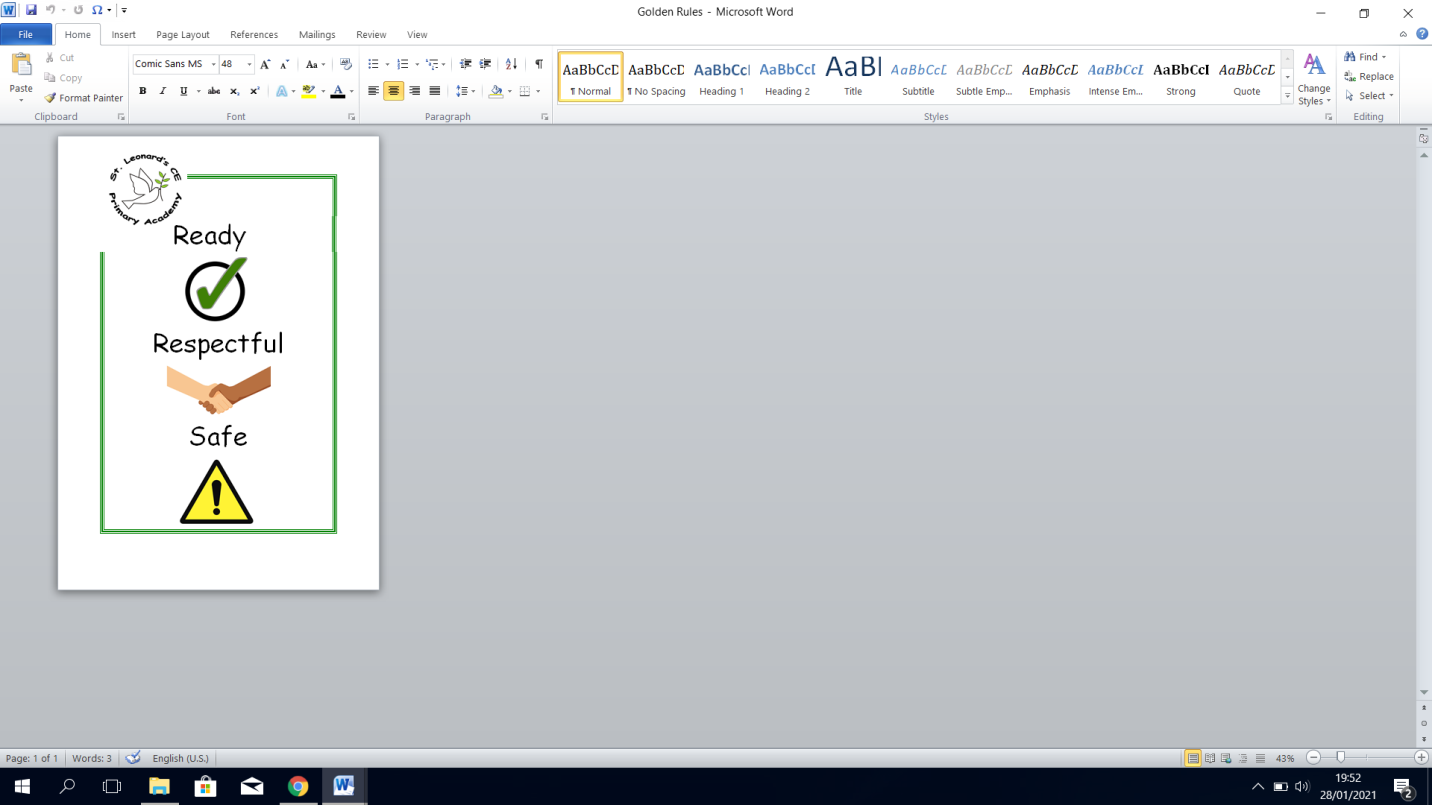 Golden Rules - Microsoft Word
File Home Insert Page Layout References Mailings Review View
Paste
Cut
Copy
Format Painter
Clipboard
Comic Sans MS 48
Font
Paragraph
AaBbCcD AaBbCcD AaBbCc AaBbCc AaBl AaBbCcL AaBbCcD AaBbCcD AaBbCcL AaBbCcl AaBbCcD
¶ Normal ¶ No Spacing Heading 1 Heading 2 Title Subtitle Subtle Emp... Emphasis Intense Em... Strong Quote
Styles
Change
Styles
Find
Replace
Select
Editing
St. Leonard's CE
Primary Academy
Ready
Respectful
Safe
Page: 1 of 1 Words: 3 English (U.S.) 43%
19:52
28/01/2021
2